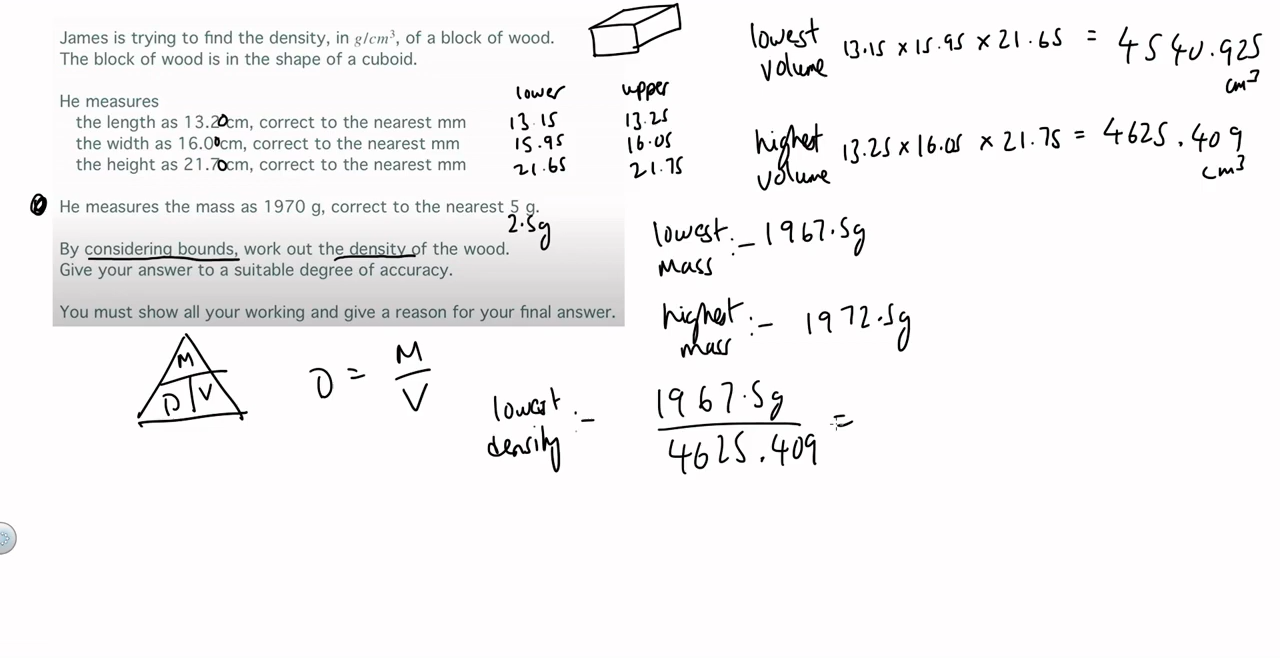 James is trying to find the density, in g/cm³, of a block of wood.
The block of wood is in the shape of a cuboid.
He measures
the length as 13.20cm, correct to the nearest mm
the width as 16.00cm, correct to the nearest mm
the height as 21.70cm, correct to the nearest mm
lower upper
13.15 13.25
15.95 16.05
21.65 21.75
He measures the mass as 1970 g, correct to the nearest 5 g.
2.5g
By considering bounds, work out the density of the wood.
Give your answer to a suitable degree of accuracy.
You must show all your working and give a reason for your final answer.
M
D V
D = M
V
lowest volume 13.15 x 15.95 x 21.65 = 4540.925 cm³
highest volume 13.25 x 16.05 x 21.75 = 4625.409 cm³
lowest mass :- 1967.5g
highest mass :- 1972.5g
lowest density :- 1967.5g =
4625.409